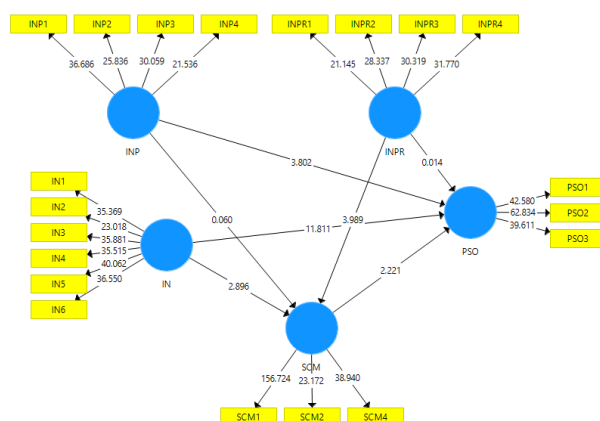 INP1 INP2 INP3 INP4 INPR1 INPR2 INPR3 INPR4
36.686 25.836 30.059 21.536 21.145 28.337 30.319 31.770
INP INPR
3.802 0.014
IN1
IN2
IN3
IN4
IN5
IN6
35.369
23.018
35.881
35.515
40.062
36.550
IN
0.060
3.989
11.811
2.896
2.221
PSO
42.580 PSO1
62.834 PSO2
39.611 PSO3
SCM
156.724 23.172 38.940
SCM1 SCM2 SCM4